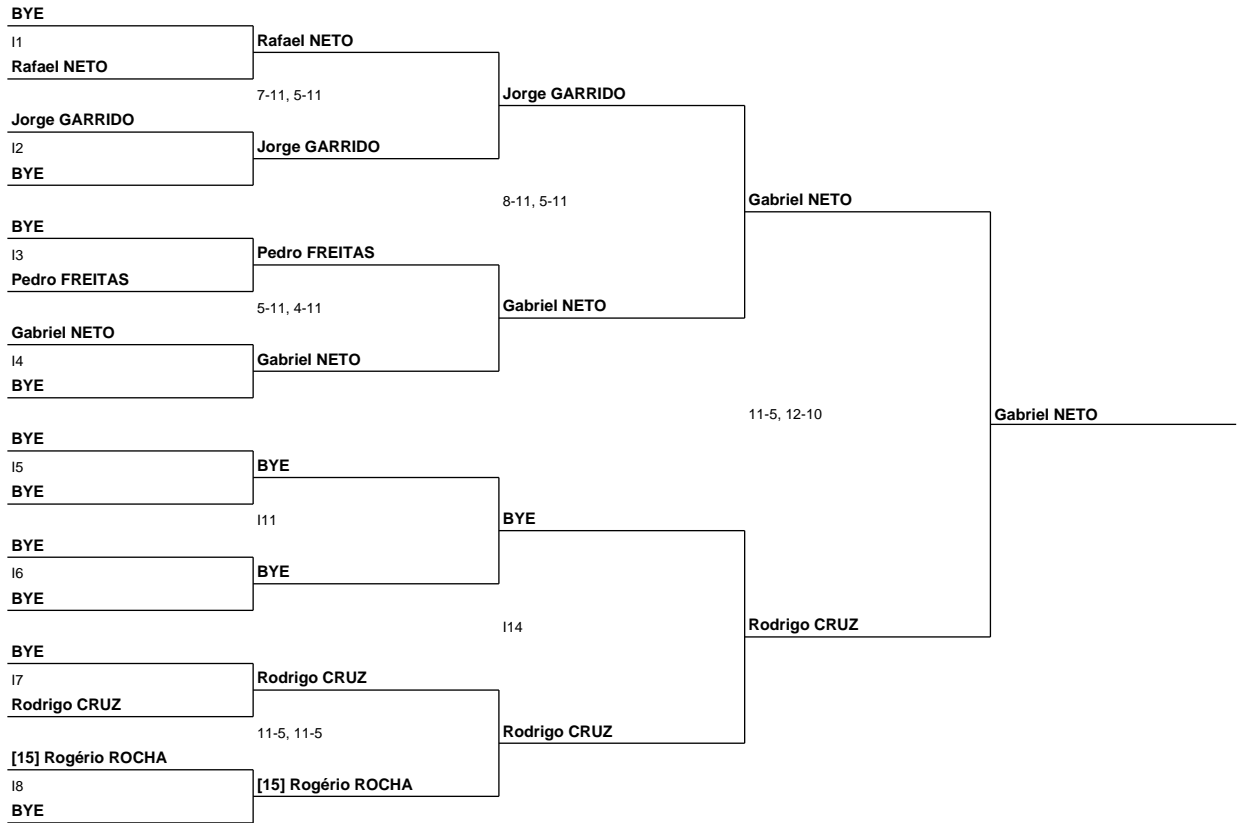 BYE
I1
Rafael NETO
Rafael NETO
7-11, 5-11
Jorge GARRIDO
Jorge GARRIDO
I2
Jorge GARRIDO
BYE
8-11, 5-11
Gabriel NETO
BYE
I3
Pedro FREITAS
Pedro FREITAS
5-11, 4-11
Gabriel NETO
Gabriel NETO
I4
Gabriel NETO
BYE
11-5, 12-10
Gabriel NETO
BYE
I5
BYE
BYE
I11
BYE
BYE
I6
BYE
BYE
I14
Rodrigo CRUZ
BYE
I7
Rodrigo CRUZ
Rodrigo CRUZ
11-5, 11-5
Rodrigo CRUZ
[15] Rogério ROCHA
I8
[15] Rogério ROCHA
BYE